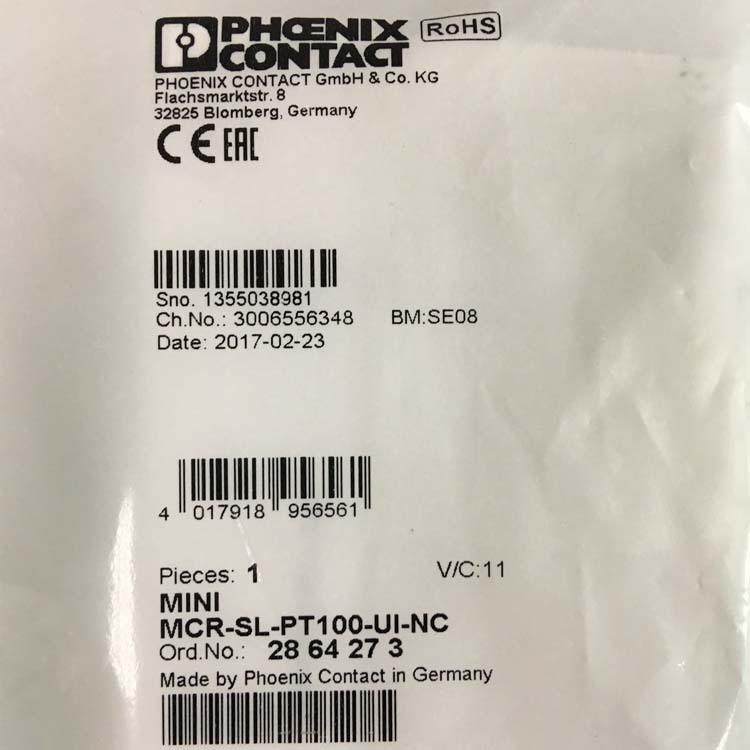 PHŒNIX RoHS
CONTACT
PHOENIX CONTACT GmbH & Co. KG
Flachsmarktstr. 8
32825 Blomberg, Germany
CE EAC
Sno. 1355038981
Ch.No.: 3006556348 BM:SE08
Date: 2017-02-23
4 017918 956561
Pieces: 1 V/C:11
MINI
MCR-SL-PT100-UI-NC
Ord.No.: 28 64 27 3
Made by Phoenix Contact in Germany